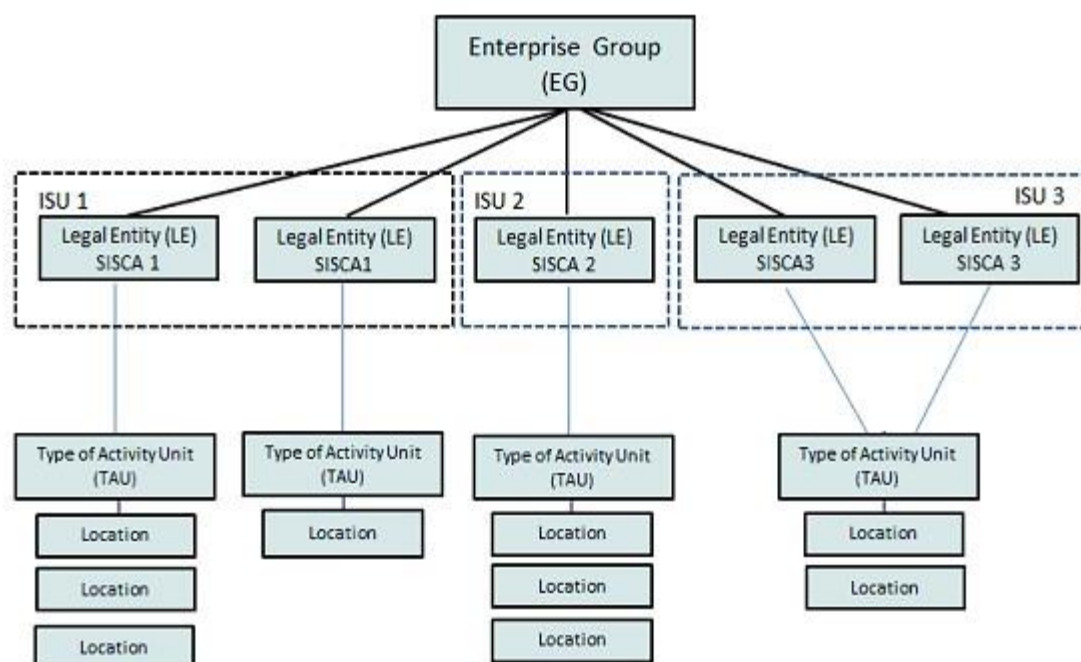 Enterprise Group
(EG)
ISU 1
ISU 2
ISU 3
Legal Entity (LE)
SISCA 1
Legal Entity (LE)
SISCA1
Legal Entity (LE)
SISCA 2
Legal Entity (LE)
SISCA3
Legal Entity (LE)
SISCA 3
Type of Activity Unit
(TAU)
Type of Activity Unit
(TAU)
Type of Activity Unit
(TAU)
Type of Activity Unit
(TAU)
Location
Location
Location
Location
Location
Location
Location
Location
Location